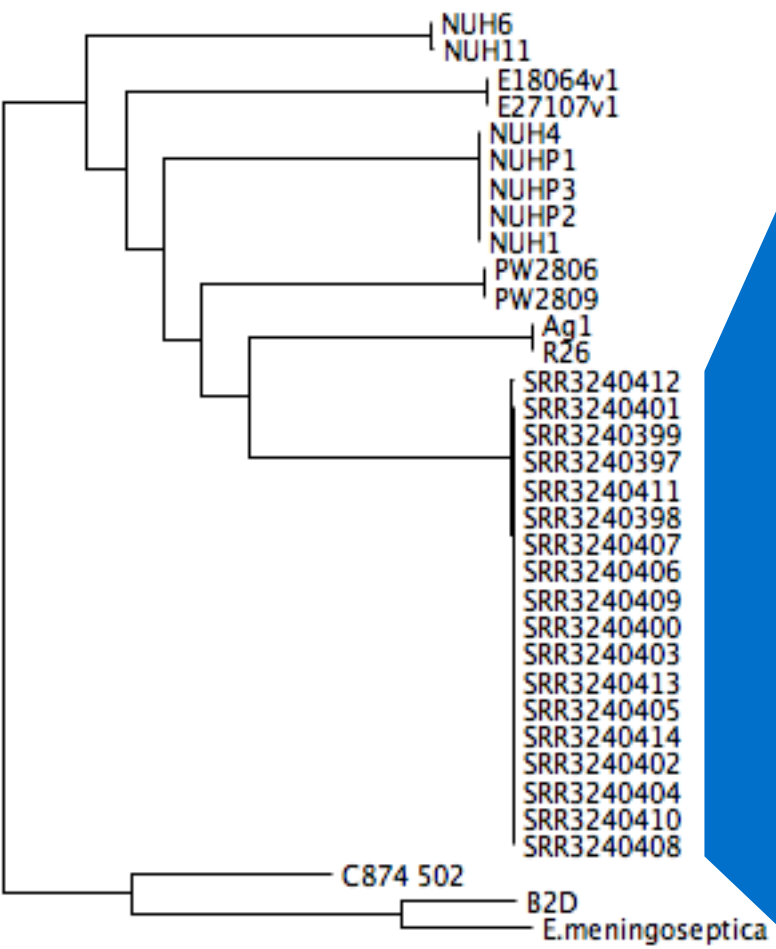 NUH6
NUH11
E18064v1
E27107v1
NUH4
NUHP1
NUHP3
NUHP2
NUH1
PW2806
PW2809
Ag1
R26
SRR3240412
SRR3240401
SRR3240399
SRR3240397
SRR3240411
SRR3240398
SRR3240407
SRR3240406
SRR3240409
SRR3240400
SRR3240403
SRR3240413
SRR3240405
SRR3240414
SRR3240402
SRR3240404
SRR3240410
SRR3240408
C874 502
B2D
E.meningoseptica